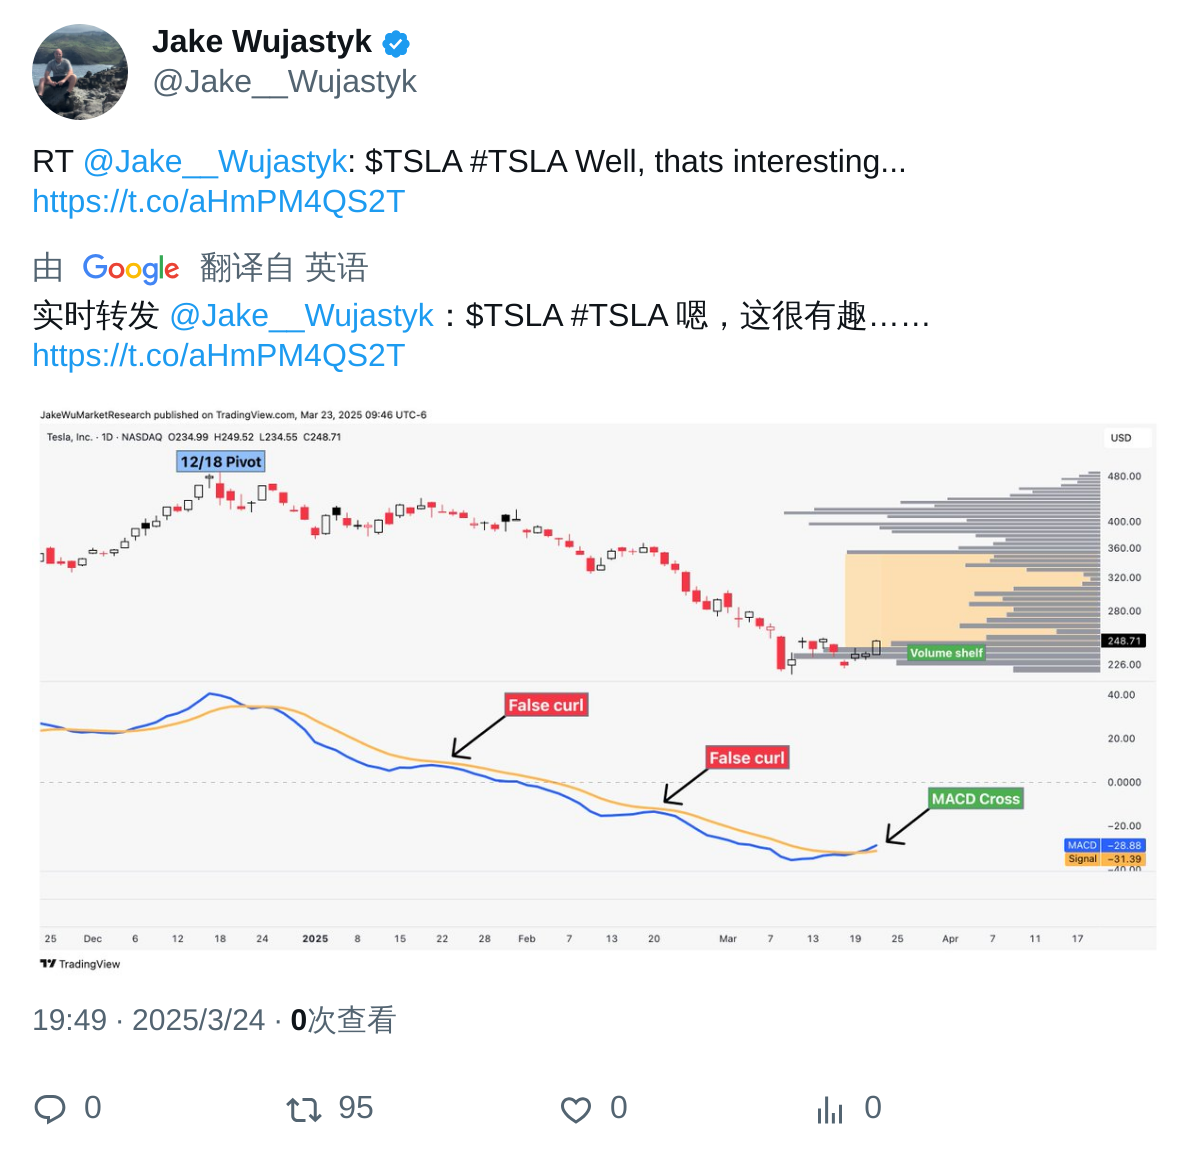 Jake Wujastyk
@Jake__Wujastyk
RT @Jake__Wujastyk: $TSLA #TSLA Well, thats interesting...
https://t.co/aHmPM4QS2T
由 Google 翻译自 英语
实时转发 @Jake__Wujastyk：$TSLA #TSLA 嗯，这很有趣……
https://t.co/aHmPM4QS2T
JakeWuMarketResearch published on TradingView.com, Mar 23, 2025 09:46 UTC-6
Tesla, Inc. · 1D · NASDAQ O234.99 H249.52 L234.55 C248.71
USD
12/18 Pivot
480.00
400.00
360.00
320.00
280.00
248.71
Volume shelf
226.00
40.00
False curl
20.00
False curl
0.0000
MACD Cross
−20.00
MACD −28.88
Signal −31.39
−40.00
25 Dec 6 12 18 24 2025 8 15 22 28 Feb 7 13 20 Mar 7 13 19 25 Apr 7 11 17
TradingView
19:49 · 2025/3/24 · 0次查看
0 95 0 0